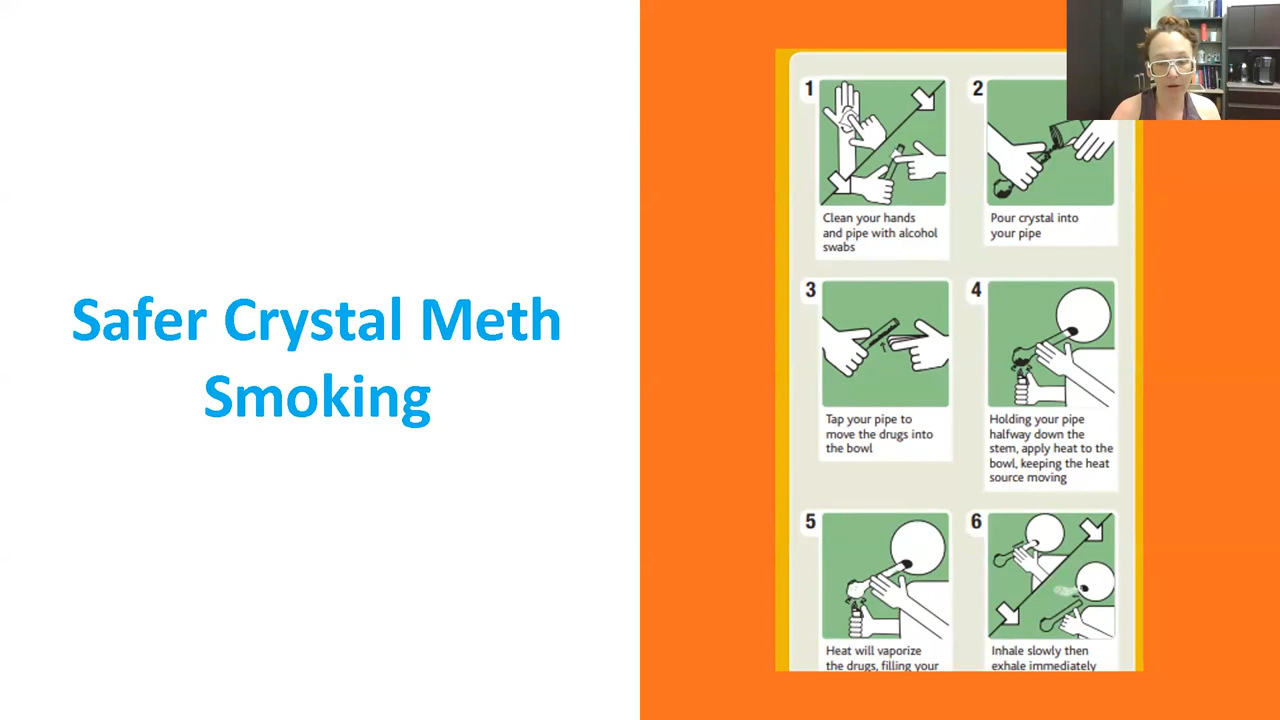 Safer Crystal Meth
Smoking
1
Clean your hands
and pipe with alcohol
swabs
2
Pour crystal into
your pipe
3
Tap your pipe to
move the drugs into
the bowl
4
Holding your pipe
halfway down the
stem, apply heat to the
bowl, keeping the heat
source moving
5
Heat will vaporize
the drugs, filling your
6
Inhale slowly then
exhale immediately